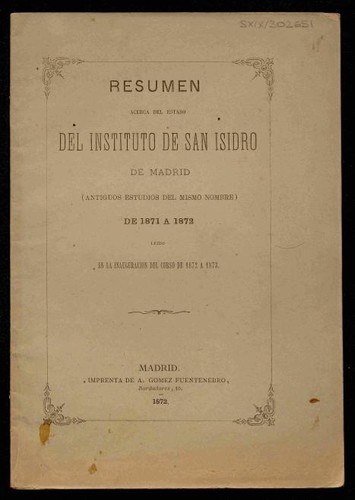 SXIX/302651
RESUMEN
ACERCA DEL ESTADO
DEL INSTITUTO DE SAN ISIDRO
DE MADRID
(ANTIGUOS ESTUDIOS DEL MISMO NOMBRE)
DE 1871 A 1872
LEIDO
EN LA INAUGURACION DEL CURSO DE 1872 A 1873.
MADRID.
IMPRENTA DE A. GOMEZ FUENTENEBRO,
Bordadores, 10.
1872.